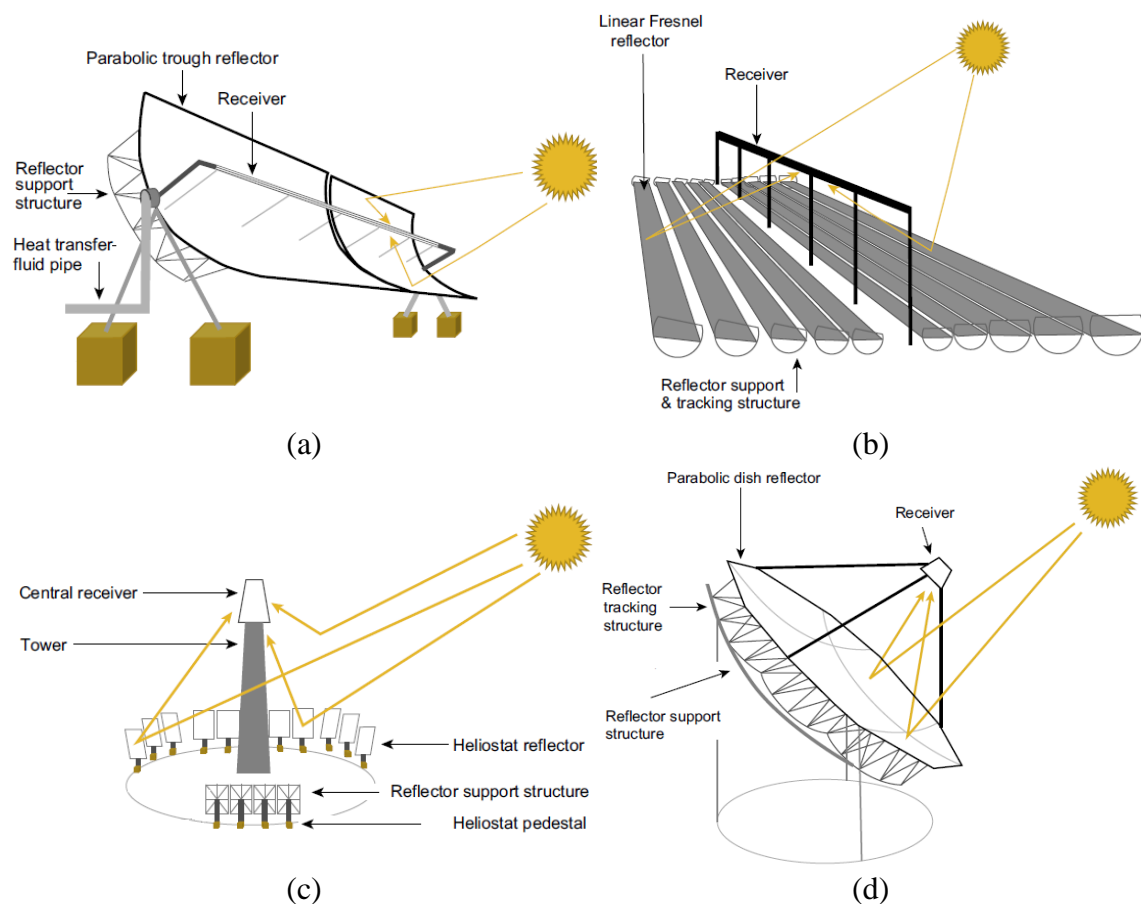 Parabolic trough reflector
Receiver
Reflector
support
structure
Heat transfer-
fluid pipe
(a)
Linear Fresnel
reflector
Receiver
Reflector support
& tracking structure
(b)
Central receiver
Tower
Heliostat reflector
Reflector support structure
Heliostat pedestal
(c)
Parabolic dish reflector
Receiver
Reflector
tracking
structure
Reflector support
structure
(d)